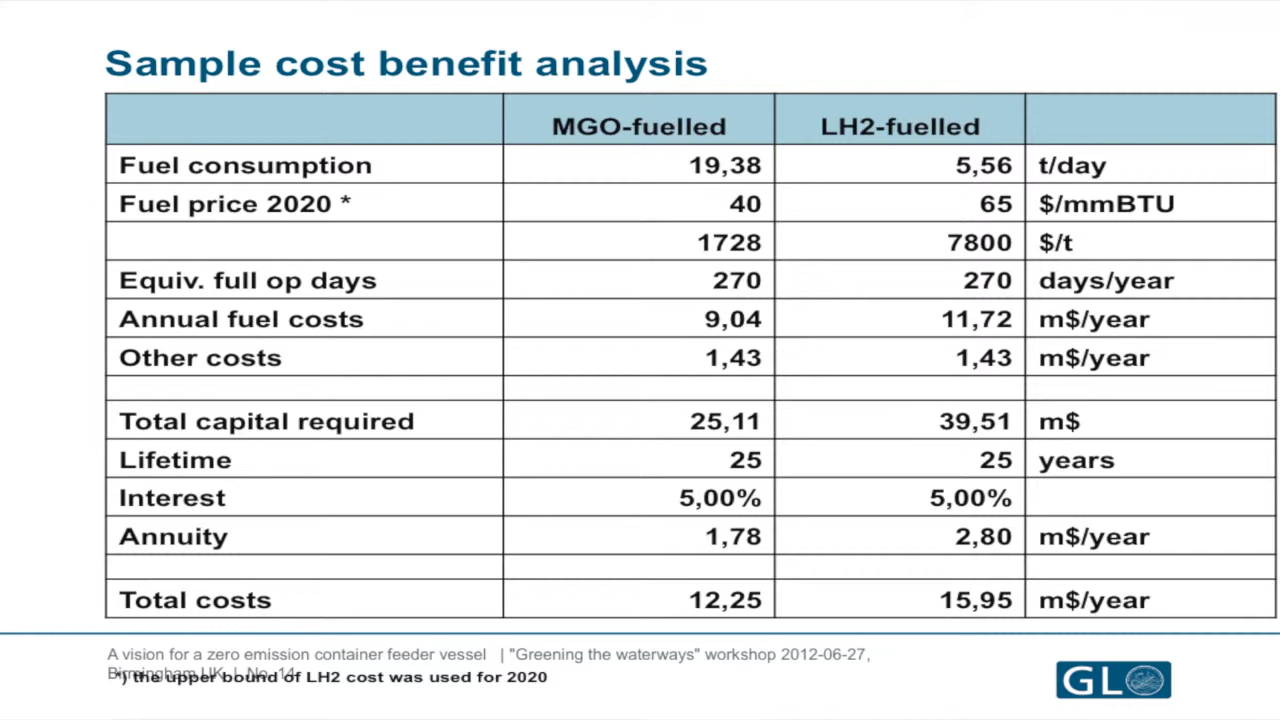 Sample cost benefit analysis
MGO-fuelled LH2-fuelled
Fuel consumption 19,38 5,56 t/day
Fuel price 2020 * 40 65 $/mmBTU
1728 7800 $/t
Equiv. full op days 270 270 days/year
Annual fuel costs 9,04 11,72 m$/year
Other costs 1,43 1,43 m$/year
Total capital required 25,11 39,51 m$
Lifetime 25 25 years
Interest 5,00% 5,00%
Annuity 1,78 2,80 m$/year
Total costs 12,25 15,95 m$/year
A vision for a zero emission container feeder vessel | "Greening the waterways" workshop 2012-06-27,
Birmingham UK | No. 14
*) the upper bound of LH2 cost was used for 2020
GL